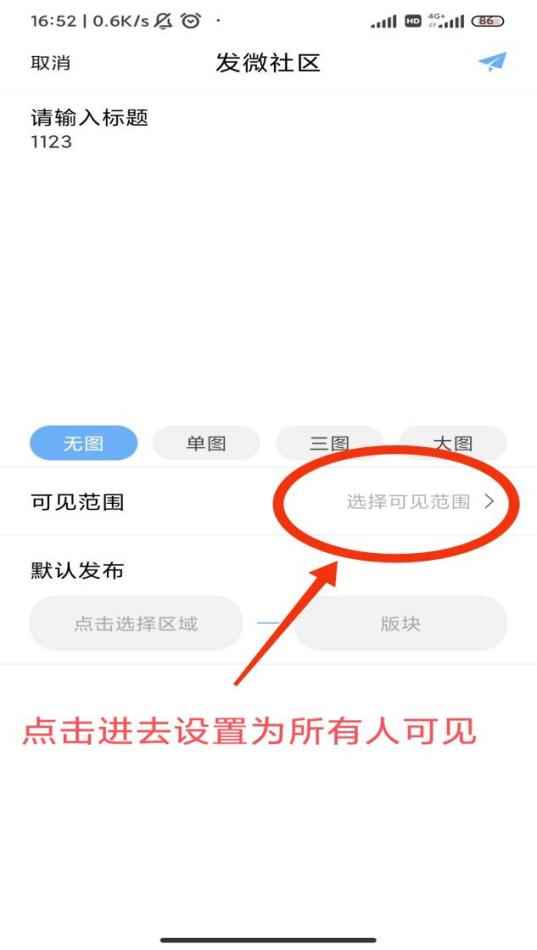 16:52 | 0.6K/s
HD 4G+ 86
取消 发微社区
请输入标题
1123
无图 单图 三图 大图
可见范围 选择可见范围
默认发布
点击选择区域 版块
点击进去设置为所有人可见